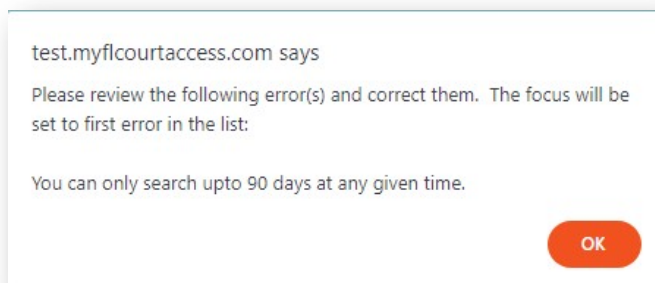 test.myflcourtaccess.com says
Please review the following error(s) and correct them.  The focus will be
set to first error in the list:
You can only search upto 90 days at any given time.
OK